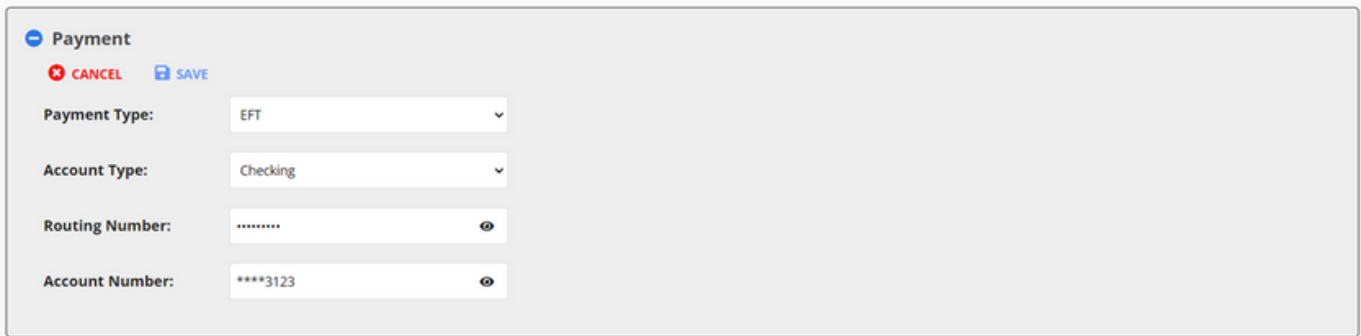 Payment
CANCEL SAVE
Payment Type: EFT
Account Type: Checking
Routing Number: •••••••••
Account Number: ****3123